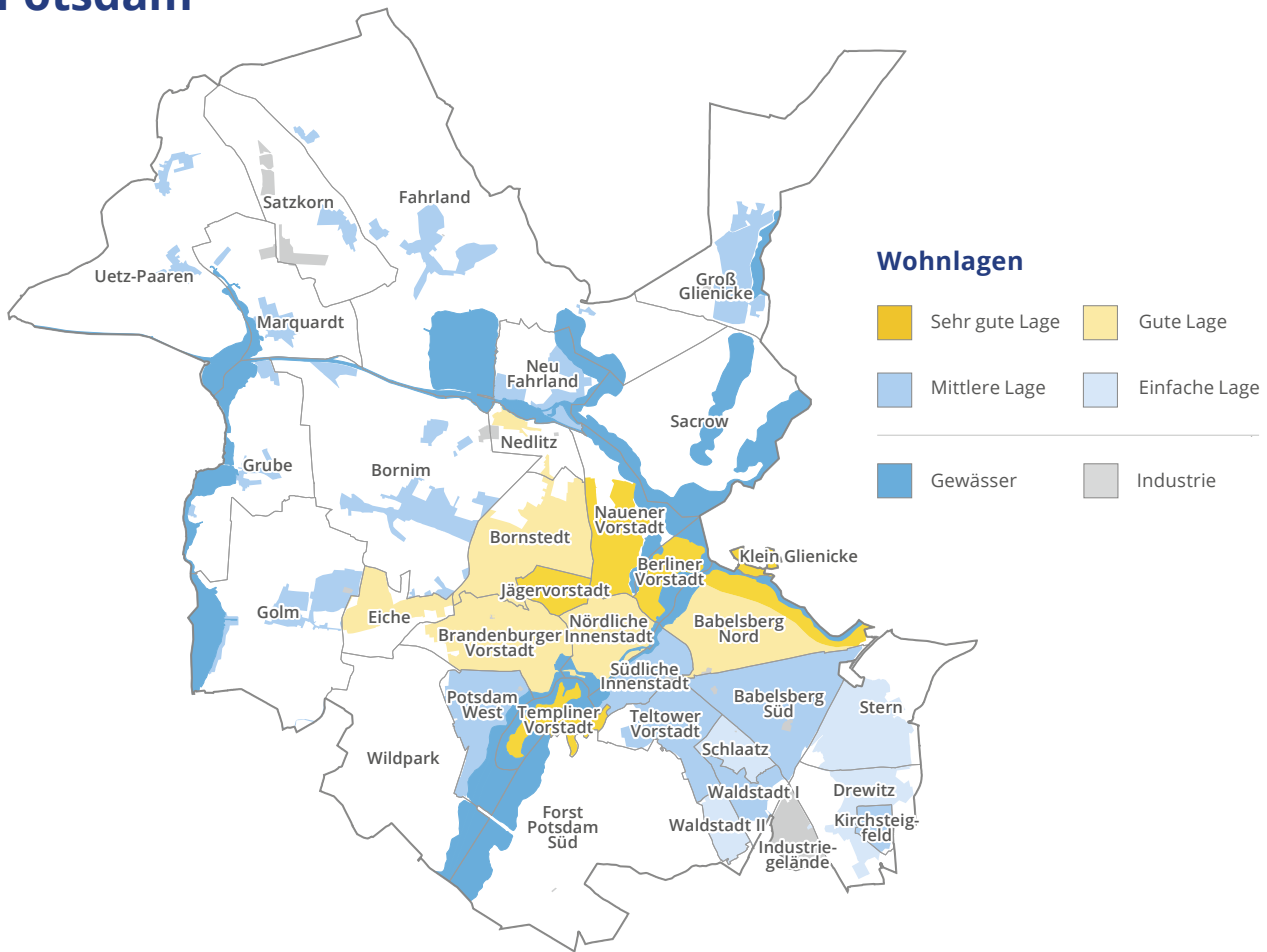 Potsdam
Satzkorn
Fahrland
Uetz-Paaren
Marquardt
Groß
Glienicke
Neu
Fahrland
Sacrow
Nedlitz
Grube
Bornim
Nauener
Vorstadt
Bornstedt
Klein Glienicke
Berliner
Vorstadt
Jägervorstadt
Golm
Eiche
Nördliche
Innenstadt
Babelsberg
Nord
Brandenburger
Vorstadt
Südliche
Innenstadt
Potsdam
West
Templiner
Vorstadt
Babelsberg
Süd
Stern
Teltower
Vorstadt
Schlaatz
Wildpark
Waldstadt I
Drewitz
Forst
Potsdam
Süd
Waldstadt II
Kirchsteig-
feld
Industrie-
gelände
Wohnlagen
Sehr gute Lage
Gute Lage
Mittlere Lage
Einfache Lage
Gewässer
Industrie